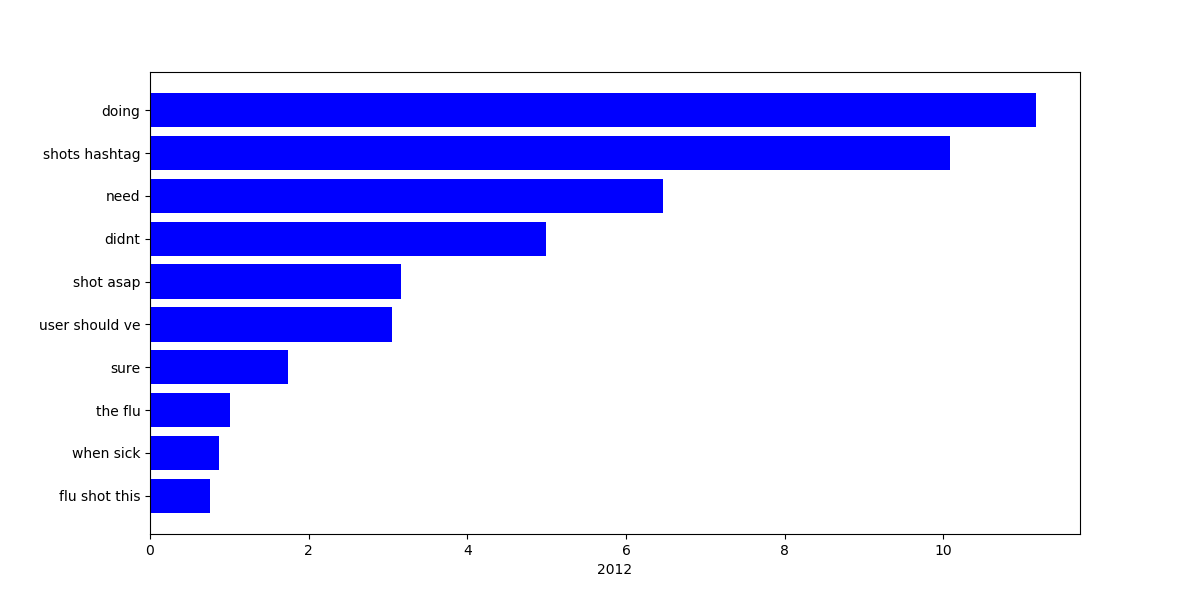 doing
shots hashtag
need
didnt
shot asap
user should ve
sure
the flu
when sick
flu shot this
0 2 4 6 8 10
2012